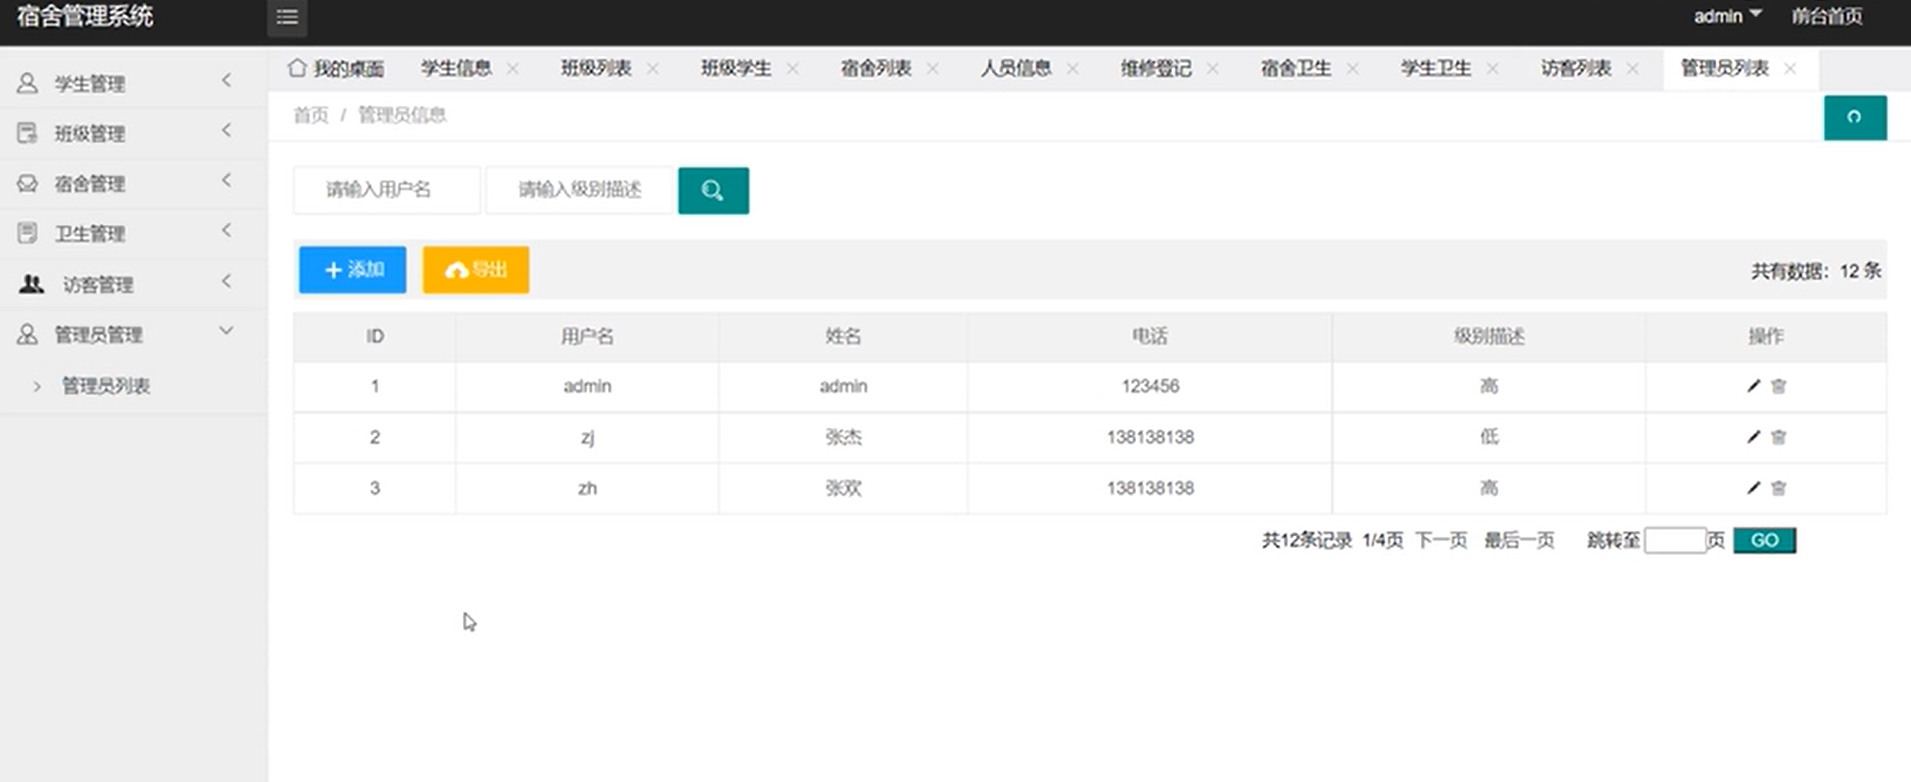 宿舍管理系统
admin 前台首页
学生管理
班级管理
宿舍管理
卫生管理
访客管理
管理员管理
管理员列表
我的桌面 学生信息 班级列表 班级学生 宿舍列表 人员信息 维修登记 宿舍卫生 学生卫生 访客列表 管理员列表
首页 / 管理员信息
请输入用户名 请输入级别描述
添加 导出 共有数据：12 条
ID 用户名 姓名 电话 级别描述 操作
1 admin admin 123456 高
2 zj 张杰 138138138 低
3 zh 张欢 138138138 高
共12条记录 1/4页 下一页 最后一页 跳转至 页 GO